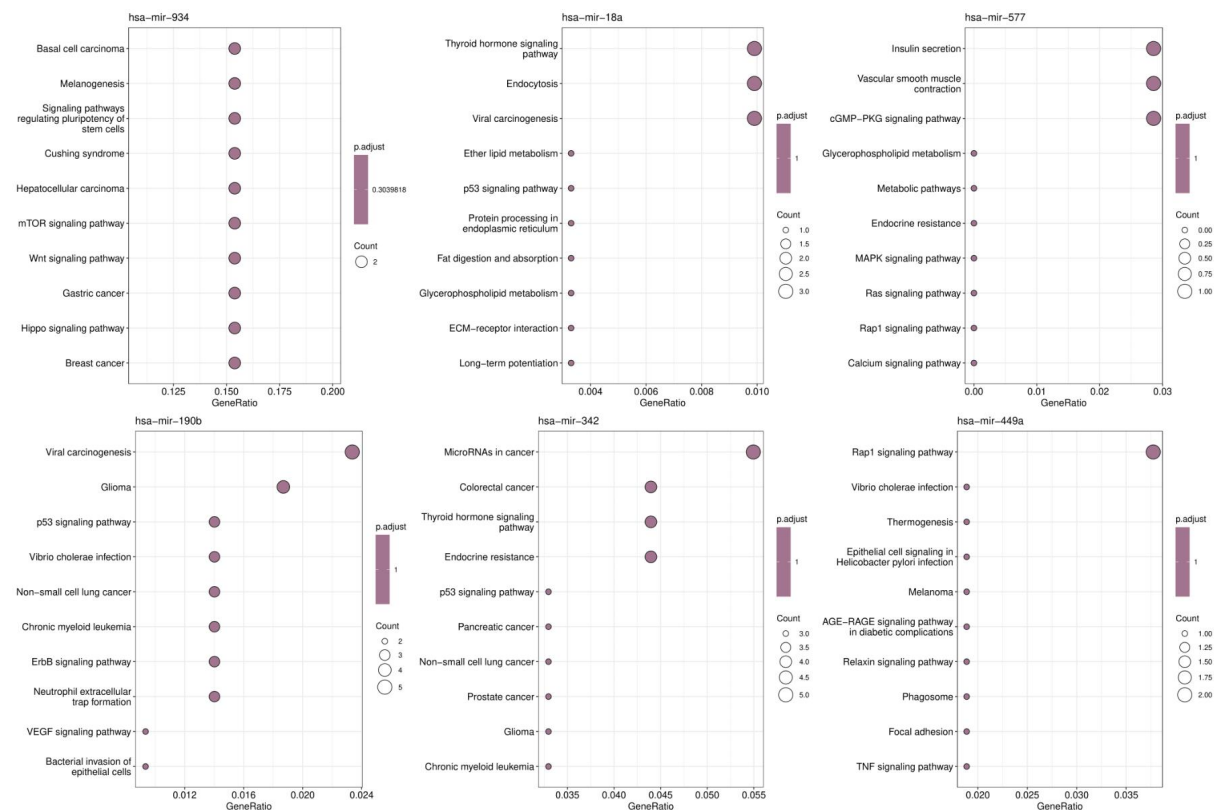 hsa−mir−934
Basal cell carcinoma
Melanogenesis
Signaling pathways
regulating pluripotency of
stem cells
Cushing syndrome
Hepatocellular carcinoma
mTOR signaling pathway
Wnt signaling pathway
Gastric cancer
Hippo signaling pathway
Breast cancer
0.125 0.150 0.175 0.200
GeneRatio
p.adjust
0.3039818
Count
2
hsa−mir−18a
Thyroid hormone signaling
pathway
Endocytosis
Viral carcinogenesis
Ether lipid metabolism
p53 signaling pathway
Protein processing in
endoplasmic reticulum
Fat digestion and absorption
Glycerophospholipid metabolism
ECM−receptor interaction
Long−term potentiation
0.004 0.006 0.008 0.010
GeneRatio
p.adjust
1
Count
1.0
1.5
2.0
2.5
3.0
hsa−mir−577
Insulin secretion
Vascular smooth muscle
contraction
cGMP−PKG signaling pathway
Glycerophospholipid metabolism
Metabolic pathways
Endocrine resistance
MAPK signaling pathway
Ras signaling pathway
Rap1 signaling pathway
Calcium signaling pathway
0.00 0.01 0.02 0.03
GeneRatio
p.adjust
1
Count
0.00
0.25
0.50
0.75
1.00
hsa−mir−190b
Viral carcinogenesis
Glioma
p53 signaling pathway
Vibrio cholerae infection
Non−small cell lung cancer
Chronic myeloid leukemia
ErbB signaling pathway
Neutrophil extracellular
trap formation
VEGF signaling pathway
Bacterial invasion of
epithelial cells
0.012 0.016 0.020 0.024
GeneRatio
p.adjust
1
Count
2
3
4
5
hsa−mir−342
MicroRNAs in cancer
Colorectal cancer
Thyroid hormone signaling
pathway
Endocrine resistance
p53 signaling pathway
Pancreatic cancer
Non−small cell lung cancer
Prostate cancer
Glioma
Chronic myeloid leukemia
0.035 0.040 0.045 0.050 0.055
GeneRatio
p.adjust
1
Count
3.0
3.5
4.0
4.5
5.0
hsa−mir−449a
Rap1 signaling pathway
Vibrio cholerae infection
Thermogenesis
Epithelial cell signaling in
Helicobacter pylori infection
Melanoma
AGE−RAGE signaling pathway
in diabetic complications
Relaxin signaling pathway
Phagosome
Focal adhesion
TNF signaling pathway
0.020 0.025 0.030 0.035
GeneRatio
p.adjust
1
Count
1.00
1.25
1.50
1.75
2.00